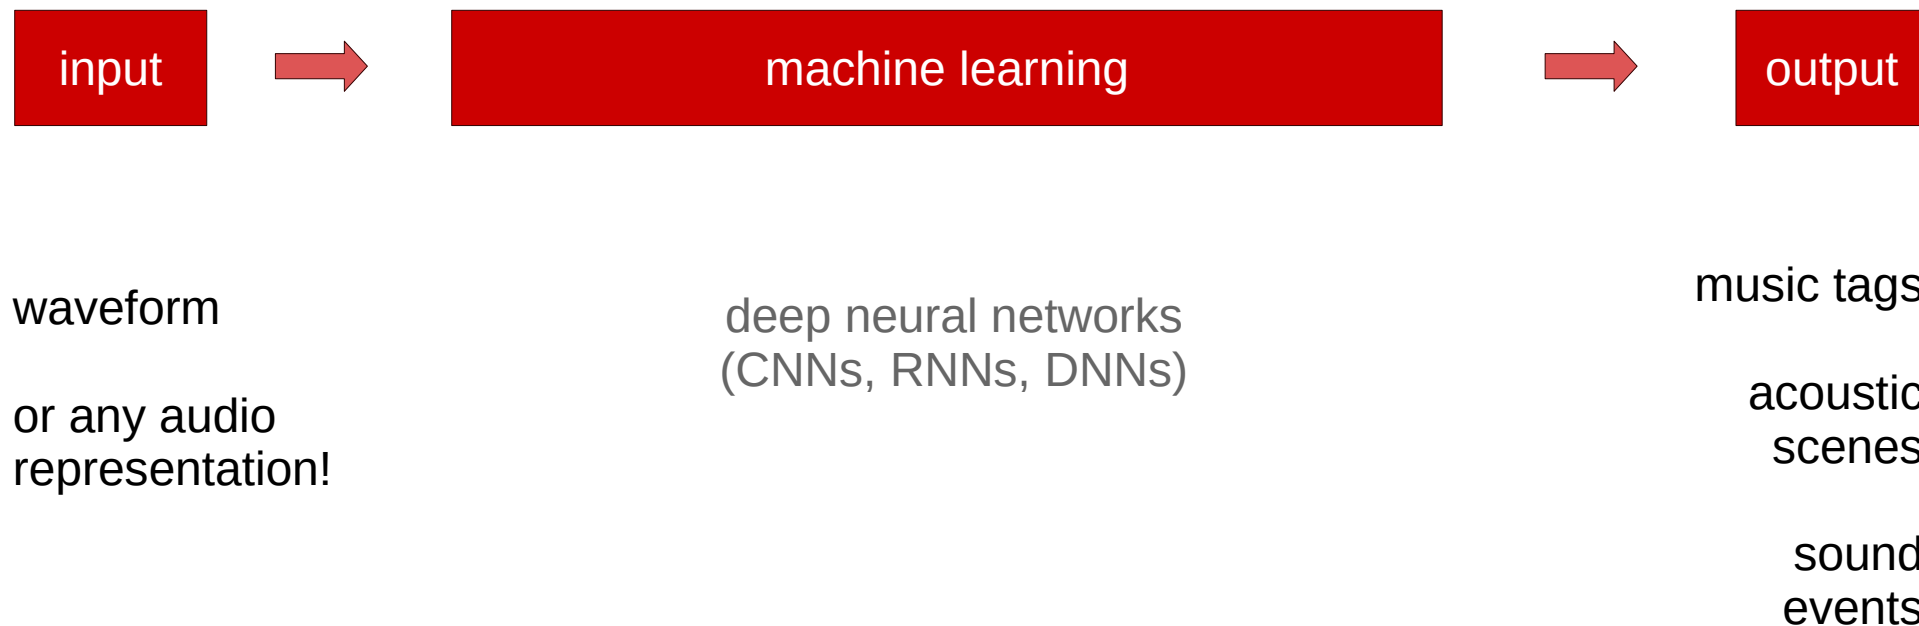 input
machine learning
output
waveform
or any audio
representation!
deep neural networks
(CNNs, RNNs, DNNs)
music tags
acoustic
scenes
sound
events